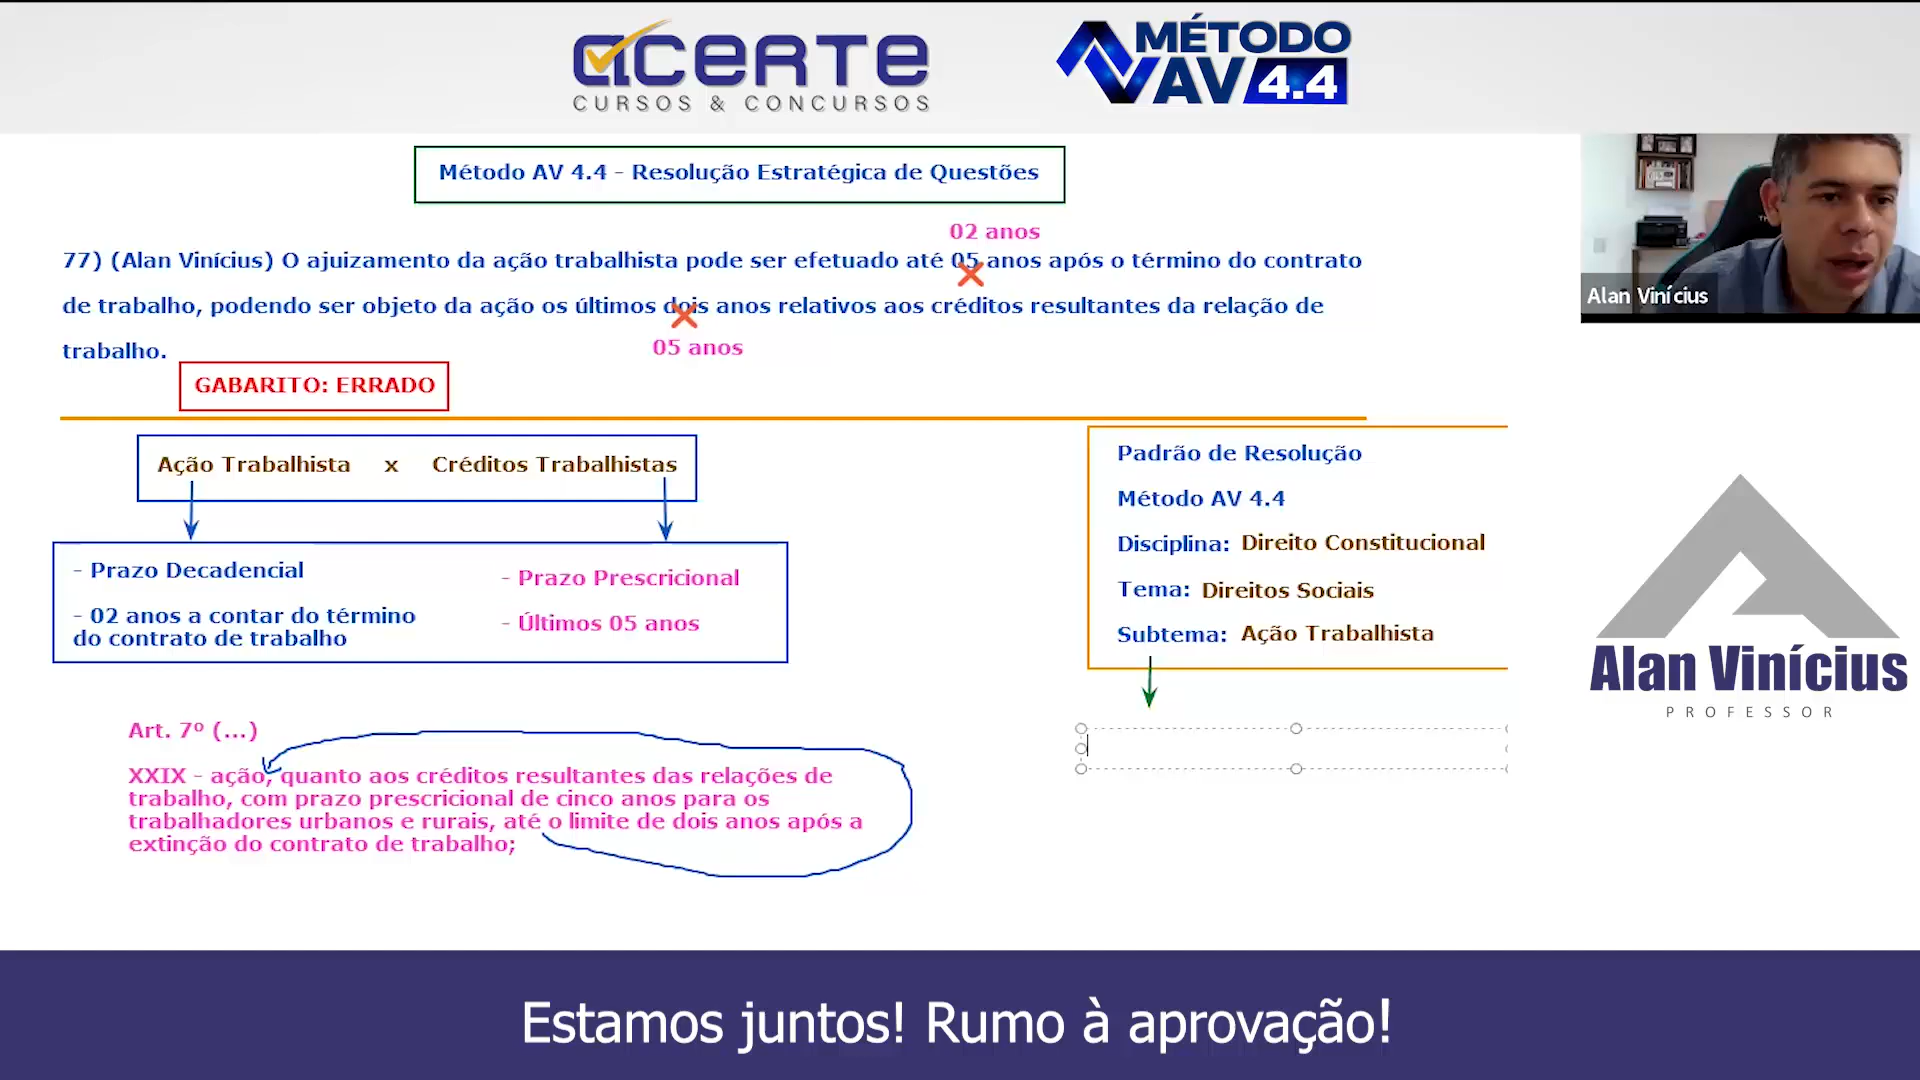 acerte
CURSOS & CONCURSOS
MÉTODO
AV 4.4
Método AV 4.4 - Resolução Estratégica de Questões
02 anos
77) (Alan Vinícius) O ajuizamento da ação trabalhista pode ser efetuado até 05 anos após o término do contrato
de trabalho, podendo ser objeto da ação os últimos dois anos relativos aos créditos resultantes da relação de
trabalho.
05 anos
GABARITO: ERRADO
Alan Vinícius
Ação Trabalhista x Créditos Trabalhistas
- Prazo Decadencial
- 02 anos a contar do término
do contrato de trabalho
- Prazo Prescricional
- Últimos 05 anos
Padrão de Resolução
Método AV 4.4
Disciplina: Direito Constitucional
Tema: Direitos Sociais
Subtema: Ação Trabalhista
Art. 7º (...)
XXIX - ação, quanto aos créditos resultantes das relações de
trabalho, com prazo prescricional de cinco anos para os
trabalhadores urbanos e rurais, até o limite de dois anos após a
extinção do contrato de trabalho;
Alan Vinícius
PROFESSOR
Estamos juntos! Rumo à aprovação!